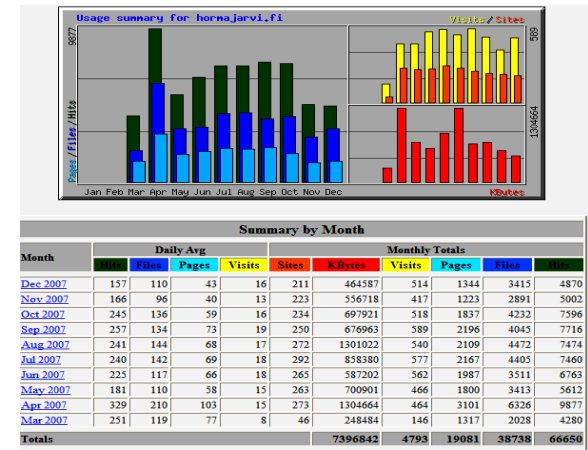 Usage summary for hormajarvi.fi
Visits/Sites
9877
589
Pages/Files/Hits
1304664
Jan Feb Mar Apr May Jun Jul Aug Sep Oct Nov Dec
KBytes
Summary by Month
Month Daily Avg Monthly Totals
Hits Files Pages Visits Sites KBytes Visits Pages Files Hits
Dec 2007 157 110 43 16 211 464587 514 1344 3415 4870
Nov 2007 166 96 40 13 223 556718 417 1223 2891 5002
Oct 2007 245 136 59 16 234 697921 518 1837 4232 7596
Sep 2007 257 134 73 19 250 676963 589 2196 4045 7716
Aug 2007 241 144 68 17 272 1301022 540 2109 4472 7474
Jul 2007 240 142 69 18 292 858380 577 2167 4405 7460
Jun 2007 225 117 66 18 265 587202 562 1987 3511 6763
May 2007 181 110 58 15 263 700901 466 1800 3413 5612
Apr 2007 329 210 103 15 273 1304664 464 3101 6326 9877
Mar 2007 251 119 77 8 46 248484 146 1317 2028 4280
Totals 7396842 4793 19081 38738 66650